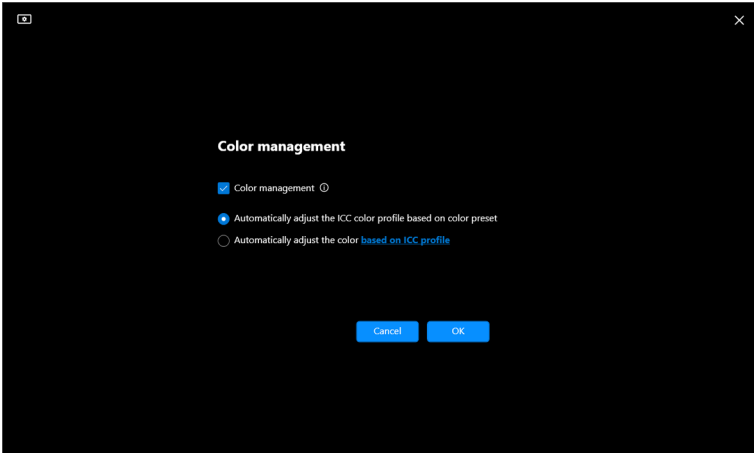 Color management
Color management
Automatically adjust the ICC color profile based on color preset
Automatically adjust the color based on ICC profile
Cancel OK